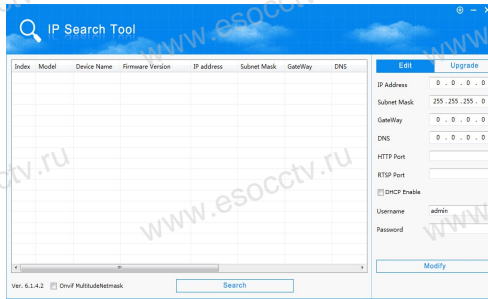 IP Search Tool
Index Model Device Name Firmware Version IP address Subnet Mask GateWay DNS
Edit Upgrade
IP Address 0 . 0 . 0 . 0
Subnet Mask 255 . 255 . 255 . 0
GateWay 0 . 0 . 0 . 0
DNS 0 . 0 . 0 . 0
HTTP Port
RTSP Port
DHCP Enable
Username admin
Password
Modify
Ver. 6.1.4.2 Onvif MultitudeNetmask Search
www.esocctv.ru
www.esocctv.ru